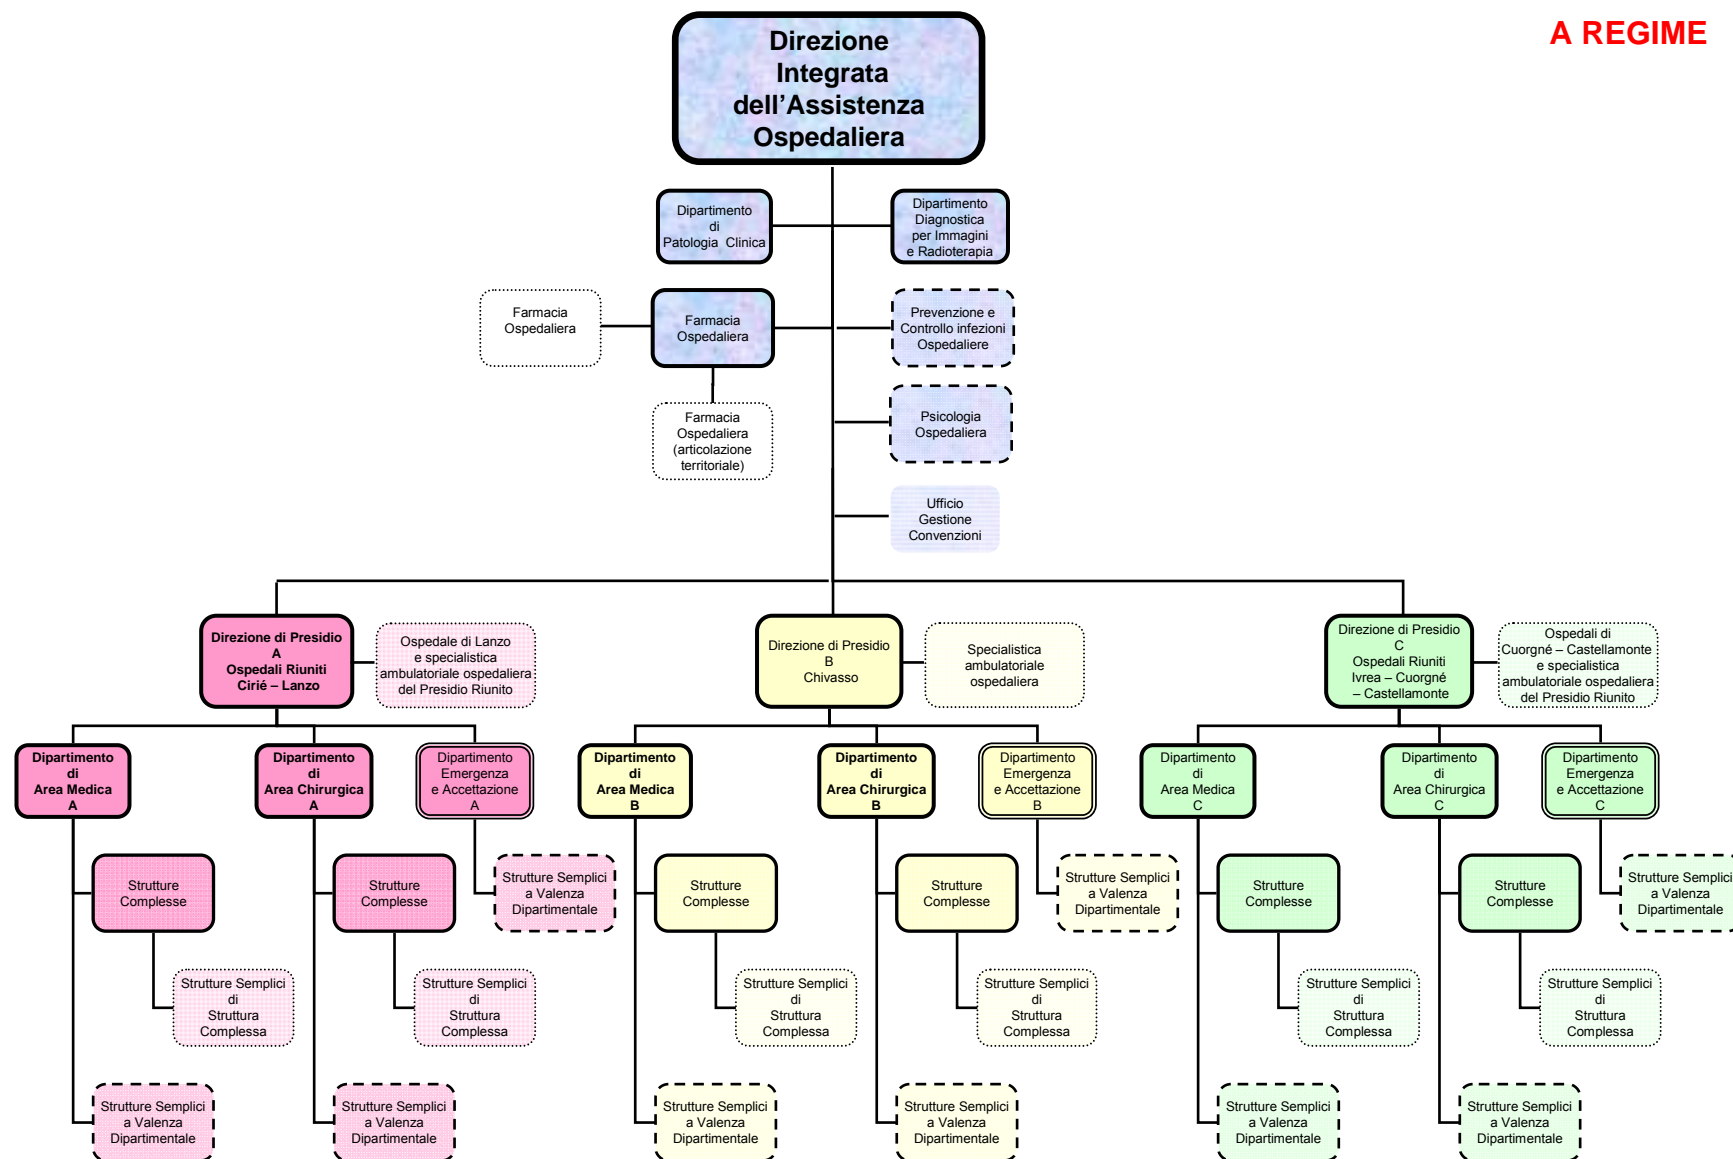 A REGIME
Direzione
Integrata
dell’Assistenza
Ospedaliera
Dipartimento
di
Patologia Clinica
Dipartimento
Diagnostica
per Immagini
e Radioterapia
Farmacia
Ospedaliera
Farmacia
Ospedaliera
Prevenzione e
Controllo infezioni
Ospedaliere
Farmacia
Ospedaliera
(articolazione
territoriale)
Psicologia
Ospedaliera
Ufficio
Gestione
Convenzioni
Direzione di Presidio
A
Ospedali Riuniti
Cirié – Lanzo
Ospedale di Lanzo
e specialistica
ambulatoriale ospedaliera
del Presidio Riunito
Direzione di Presidio
B
Chivasso
Specialistica
ambulatoriale
ospedaliera
Direzione di Presidio
C
Ospedali Riuniti
Ivrea – Cuorgné
– Castellamonte
Ospedali di
Cuorgné – Castellamonte
e specialistica
ambulatoriale ospedaliera
del Presidio Riunito
Dipartimento
di
Area Medica
A
Dipartimento
di
Area Chirurgica
A
Dipartimento
Emergenza
e Accettazione
A
Dipartimento
di
Area Medica
B
Dipartimento
di
Area Chirurgica
B
Dipartimento
Emergenza
e Accettazione
B
Dipartimento
di
Area Medica
C
Dipartimento
di
Area Chirurgica
C
Dipartimento
Emergenza
e Accettazione
C
Strutture
Complesse
Strutture
Complesse
Strutture Semplici
a Valenza
Dipartimentale
Strutture
Complesse
Strutture
Complesse
Strutture Semplici
a Valenza
Dipartimentale
Strutture
Complesse
Strutture
Complesse
Strutture Semplici
a Valenza
Dipartimentale
Strutture Semplici
di
Struttura
Complessa
Strutture Semplici
di
Struttura
Complessa
Strutture Semplici
di
Struttura
Complessa
Strutture Semplici
di
Struttura
Complessa
Strutture Semplici
di
Struttura
Complessa
Strutture Semplici
di
Struttura
Complessa
Strutture Semplici
a Valenza
Dipartimentale
Strutture Semplici
a Valenza
Dipartimentale
Strutture Semplici
a Valenza
Dipartimentale
Strutture Semplici
a Valenza
Dipartimentale
Strutture Semplici
a Valenza
Dipartimentale
Strutture Semplici
a Valenza
Dipartimentale